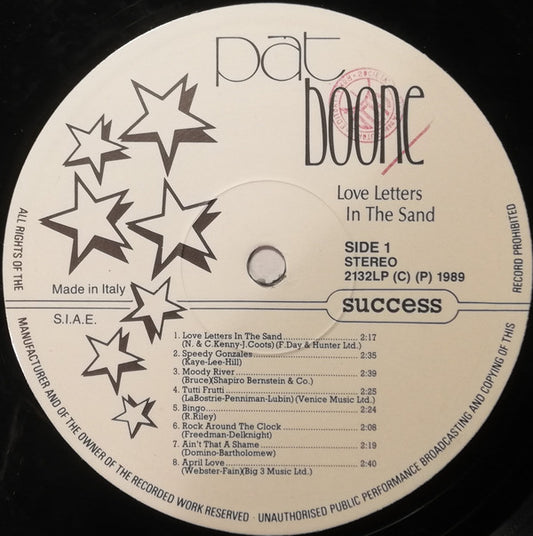 pat
boone
Love Letters
In The Sand
SIDE 1
STEREO
2132LP (C) (P) 1989
Made in Italy
success
S.I.A.E.
1. Love Letters In The Sand 2:17
(N. & C.Kenny-J.Coots) (F.Day & Hunter Ltd.)
2. Speedy Gonzales 2:35
(Kaye-Lee-Hill)
3. Moody River 2:39
(Bruce)(Shapiro Bernstein & Co.)
4. Tutti Frutti 2:25
(LaBostrie-Penniman-Lubin) (Venice Music Ltd.)
5. Bingo 2:24
(R.Riley)
6. Rock Around The Clock 2:08
(Freedman-Delknight)
7. Ain't That A Shame 2:19
(Domino-Bartholomew)
8. April Love 2:40
(Webster-Fain)(Big 3 Music Ltd.)
ALL RIGHTS OF THE
MANUFACTURER AND OF THE OWNER OF THE RECORDED WORK RESERVED · UNAUTHORISED PUBLIC PERFORMANCE BROADCASTING AND COPYING OF THIS
RECORD PROHIBITED